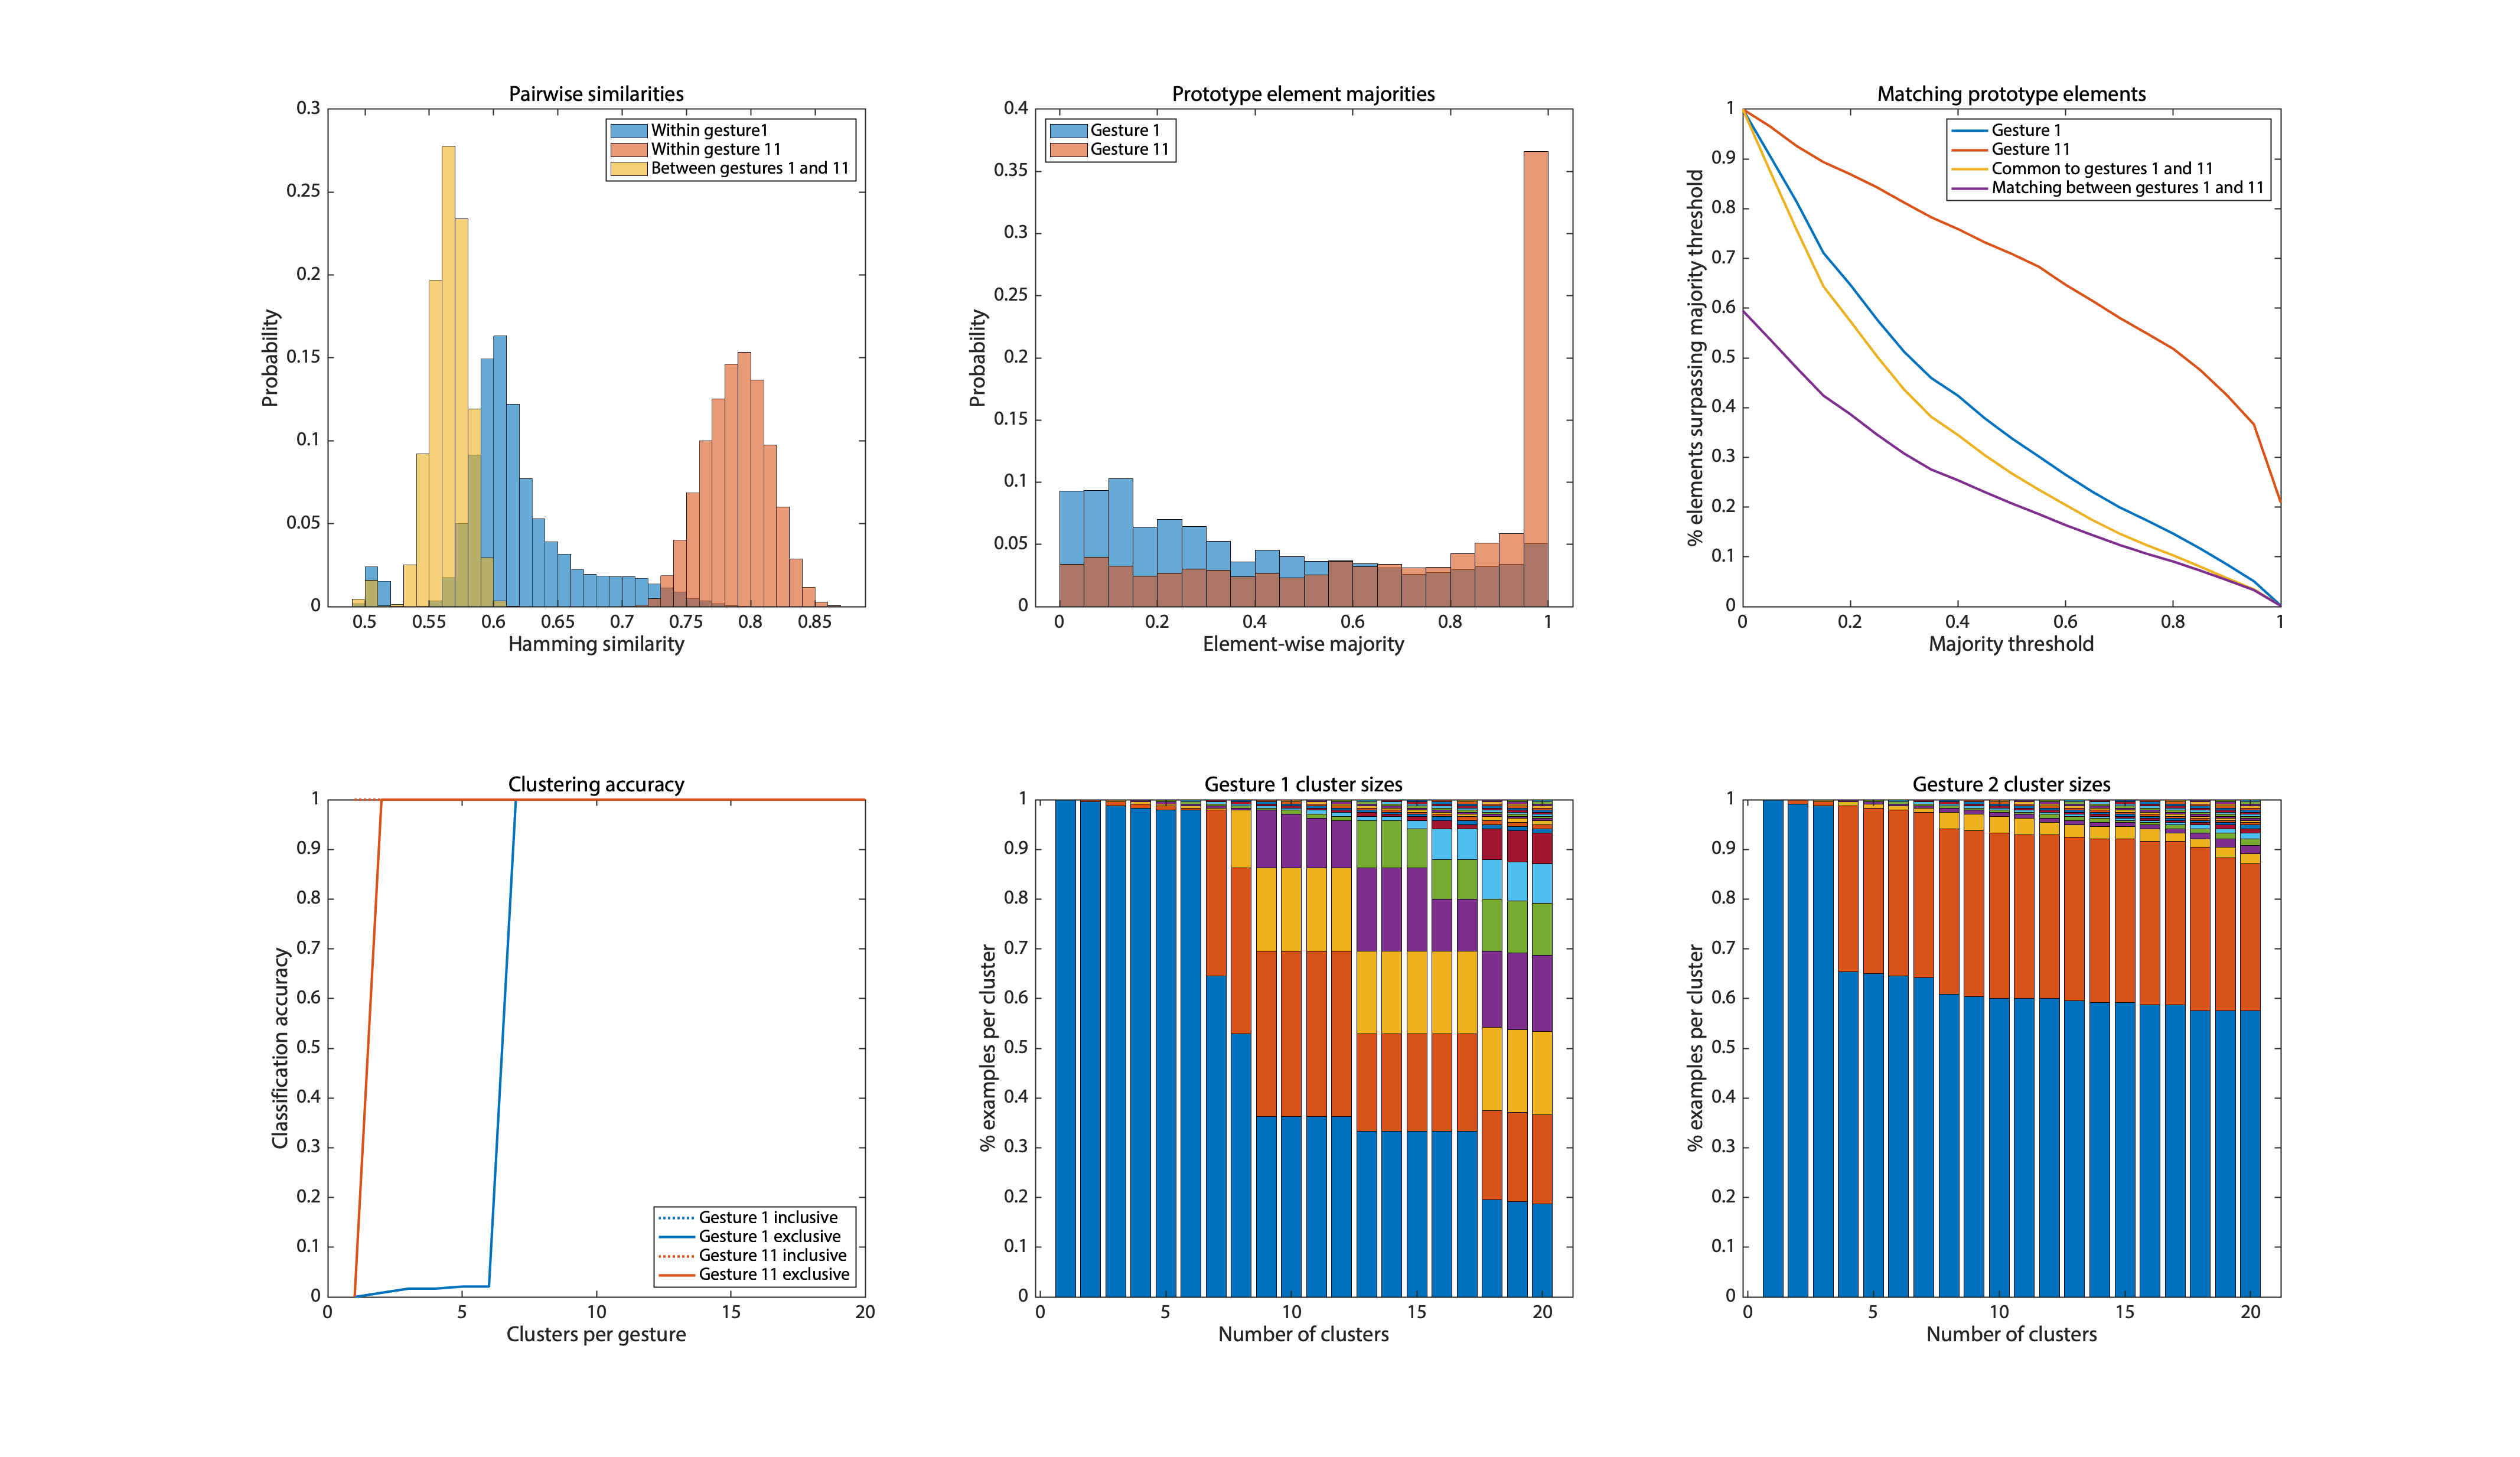 Pairwise similarities
0.3
0.25
0.2
0.15
0.1
0.05
0
Probability
Within gesture1
Within gesture 11
Between gestures 1 and 11
0.5 0.55 0.6 0.65 0.7 0.75 0.8 0.85
Hamming similarity
Prototype element majorities
0.4
0.35
0.3
0.25
0.2
0.15
0.1
0.05
0
Probability
Gesture 1
Gesture 11
0 0.2 0.4 0.6 0.8 1
Element-wise majority
Matching prototype elements
1
0.9
0.8
0.7
0.6
0.5
0.4
0.3
0.2
0.1
0
% elements surpassing majority threshold
Gesture 1
Gesture 11
Common to gestures 1 and 11
Matching between gestures 1 and 11
0 0.2 0.4 0.6 0.8 1
Majority threshold
Clustering accuracy
1
0.9
0.8
0.7
0.6
0.5
0.4
0.3
0.2
0.1
0
Classification accuracy
Gesture 1 inclusive
Gesture 1 exclusive
Gesture 11 inclusive
Gesture 11 exclusive
0 5 10 15 20
Clusters per gesture
Gesture 1 cluster sizes
1
0.9
0.8
0.7
0.6
0.5
0.4
0.3
0.2
0.1
0
% examples per cluster
0 5 10 15 20
Number of clusters
Gesture 2 cluster sizes
1
0.9
0.8
0.7
0.6
0.5
0.4
0.3
0.2
0.1
0
% examples per cluster
0 5 10 15 20
Number of clusters